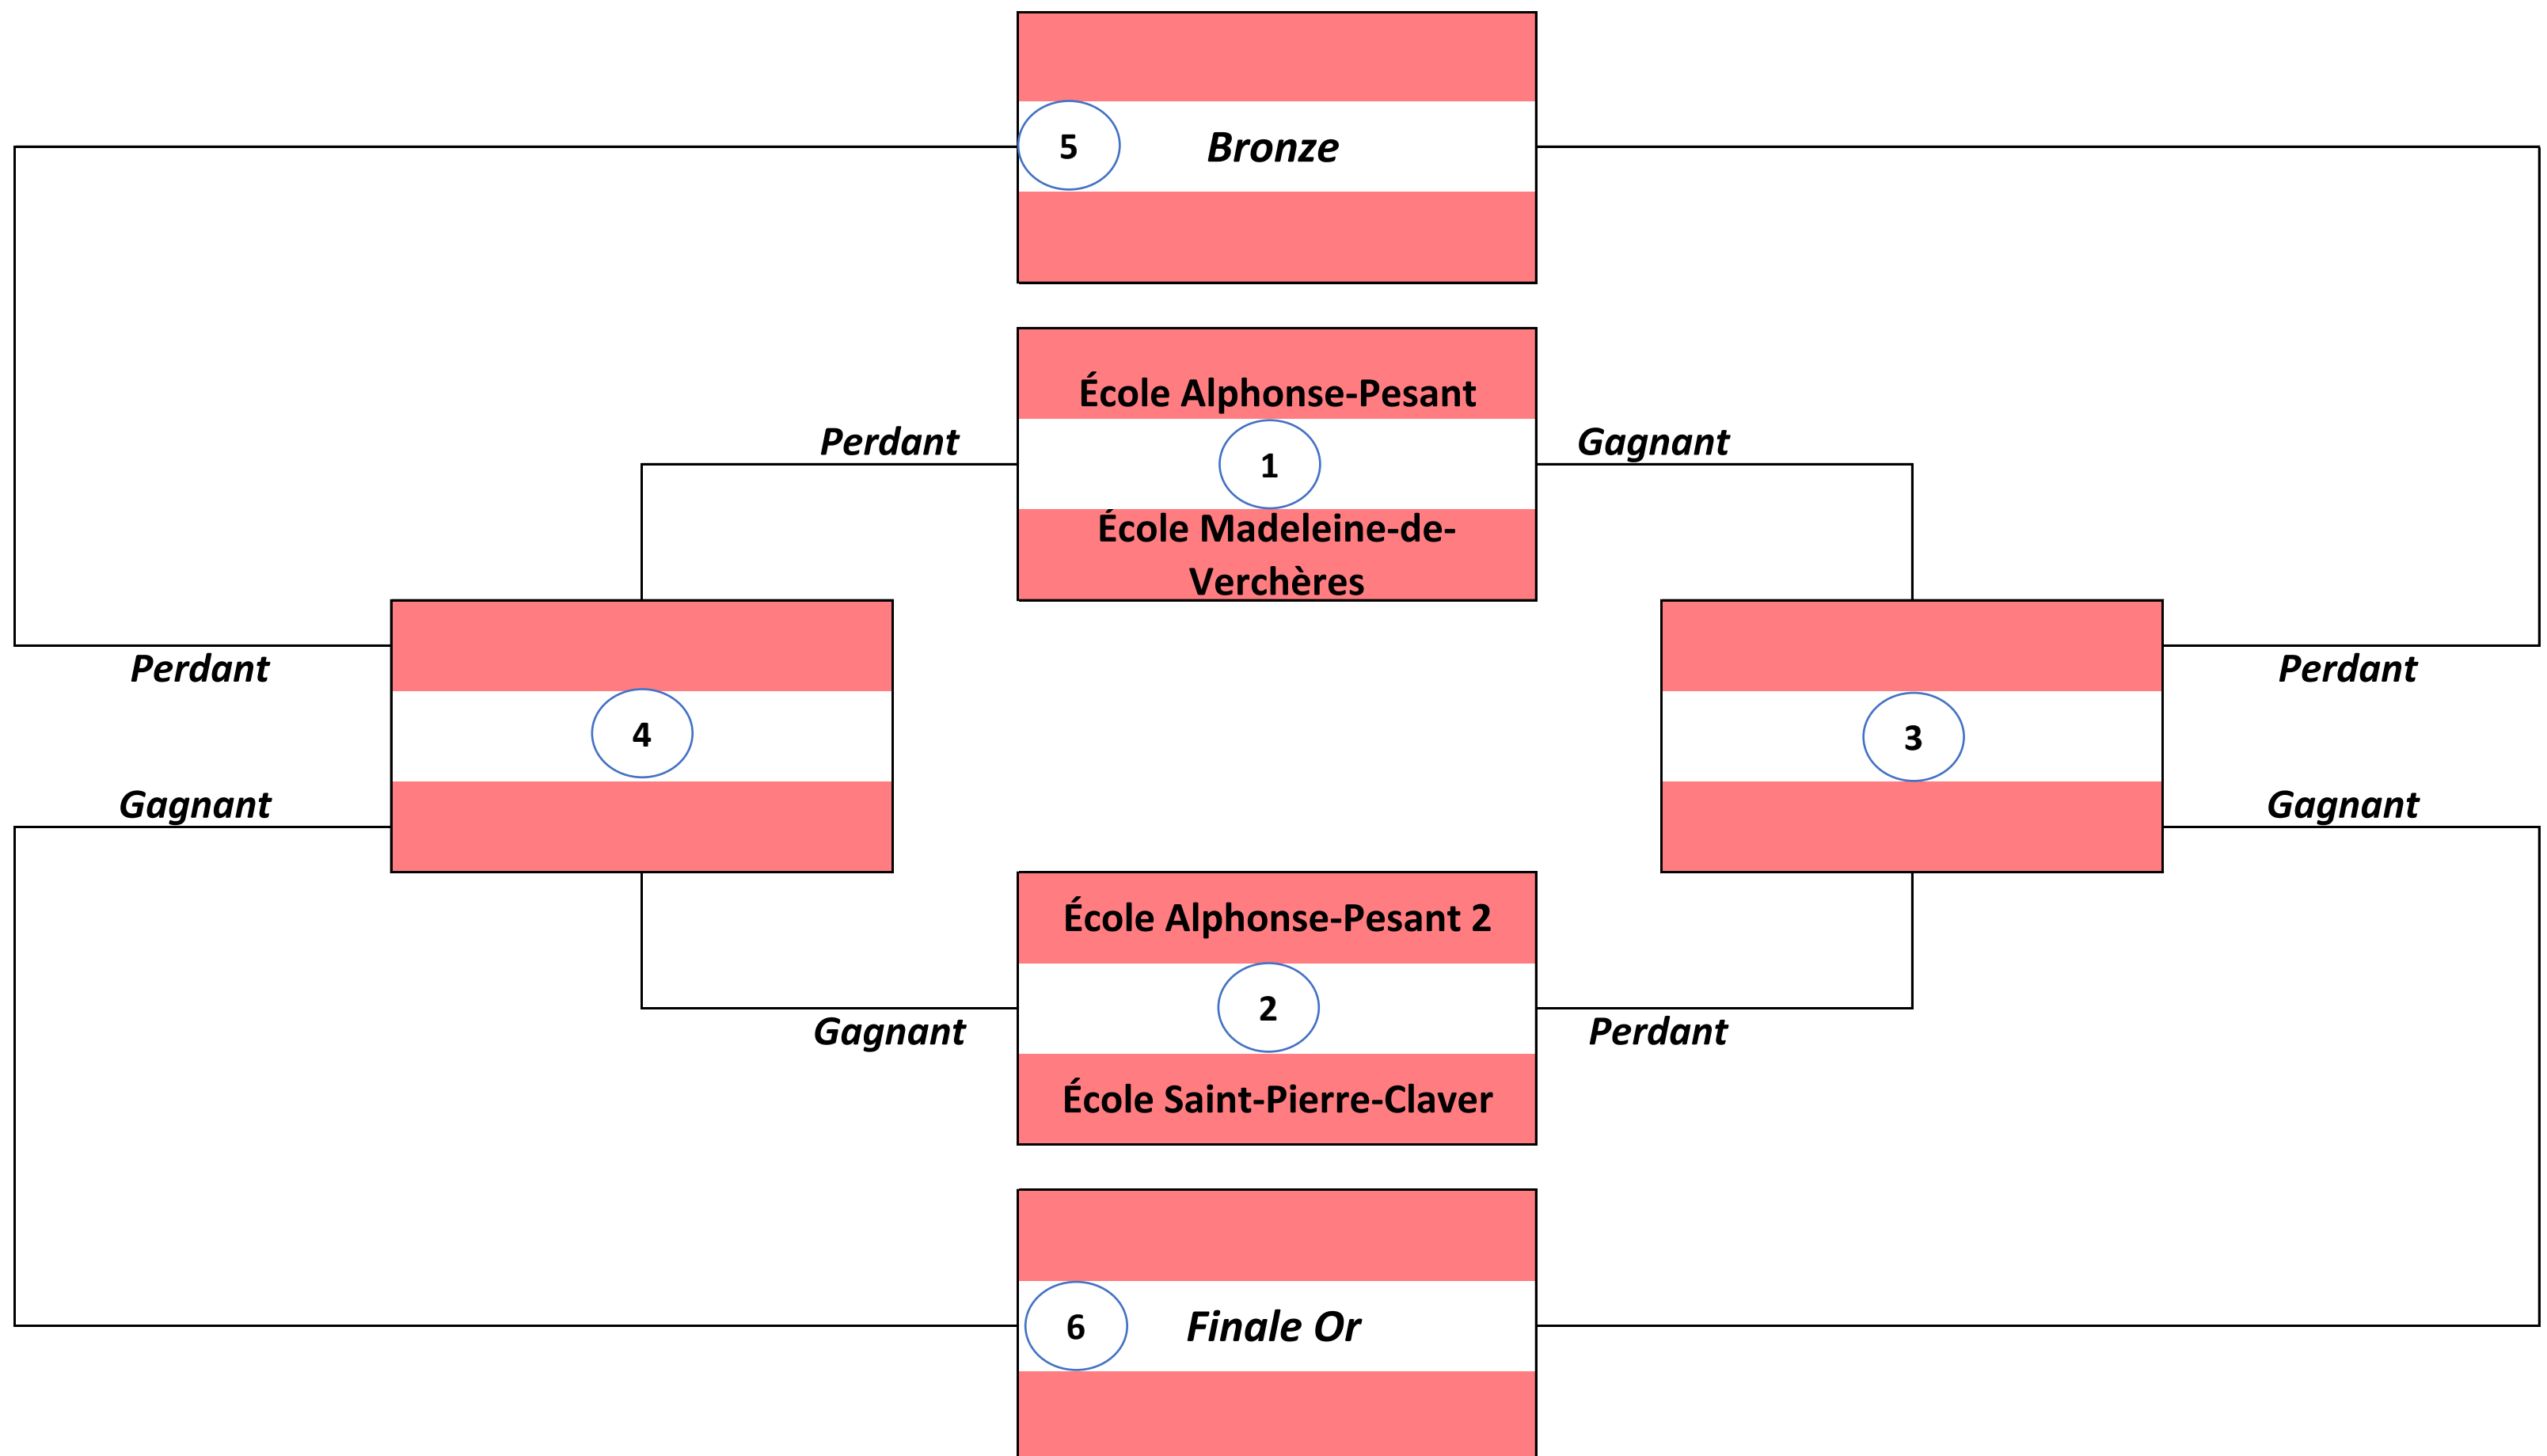 5 Bronze
École Alphonse-Pesant
Perdant
1
Gagnant
École Madeleine-de-
Verchères
Perdant
Perdant
4
3
Gagnant
Gagnant
École Alphonse-Pesant 2
2
Gagnant
Perdant
École Saint-Pierre-Claver
6 Finale Or